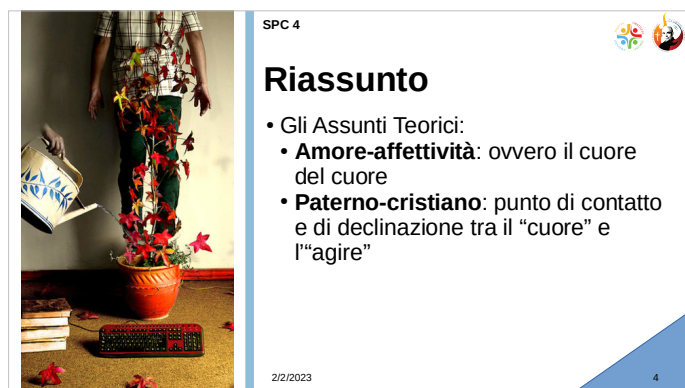 SPC 4
Riassunto
• Gli Assunti Teorici:
• Amore-affettività: ovvero il cuore
del cuore
• Paterno-cristiano: punto di contatto
e di declinazione tra il “cuore” e
l’“agire”
2/2/2023
4